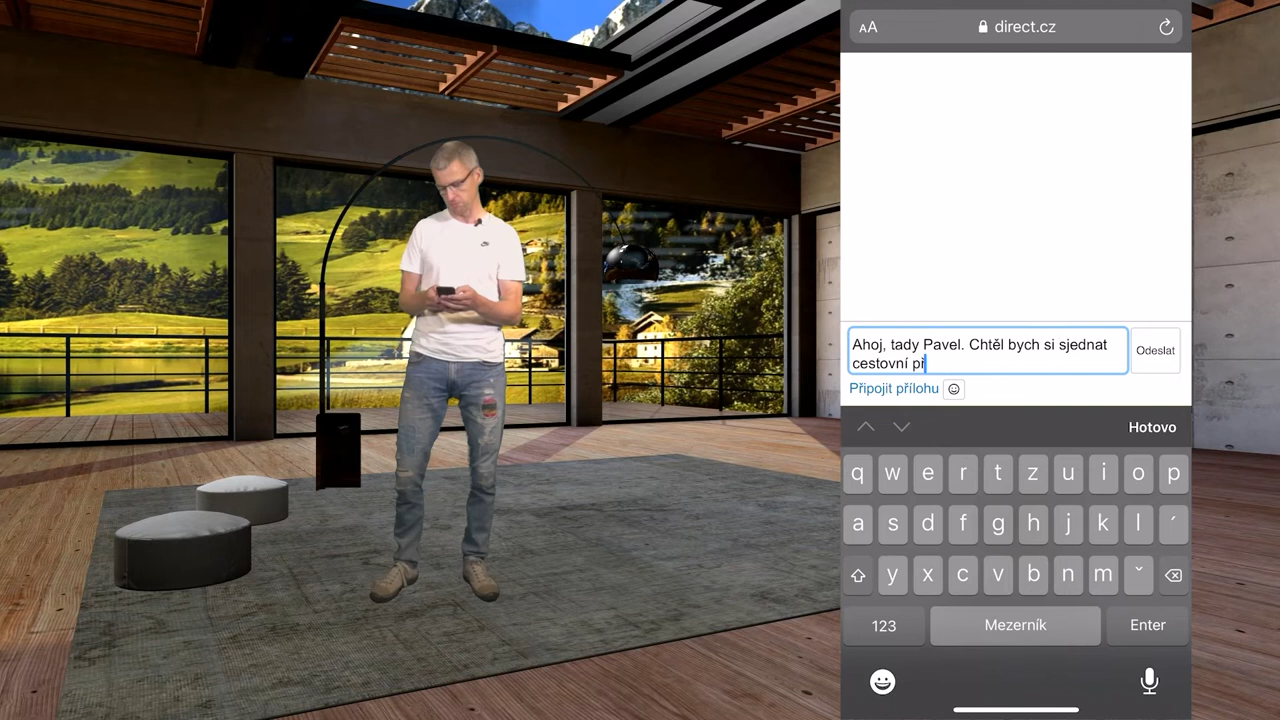 AA
direct.cz
Ahoj, tady Pavel. Chtěl bych si sjednat
cestovní př
Odeslat
Připojit přílohu
Hotovo
q w e r t z u i o p
a s d f g h j k l ´
y x c v b n m ˇ
123
Mezerník
Enter